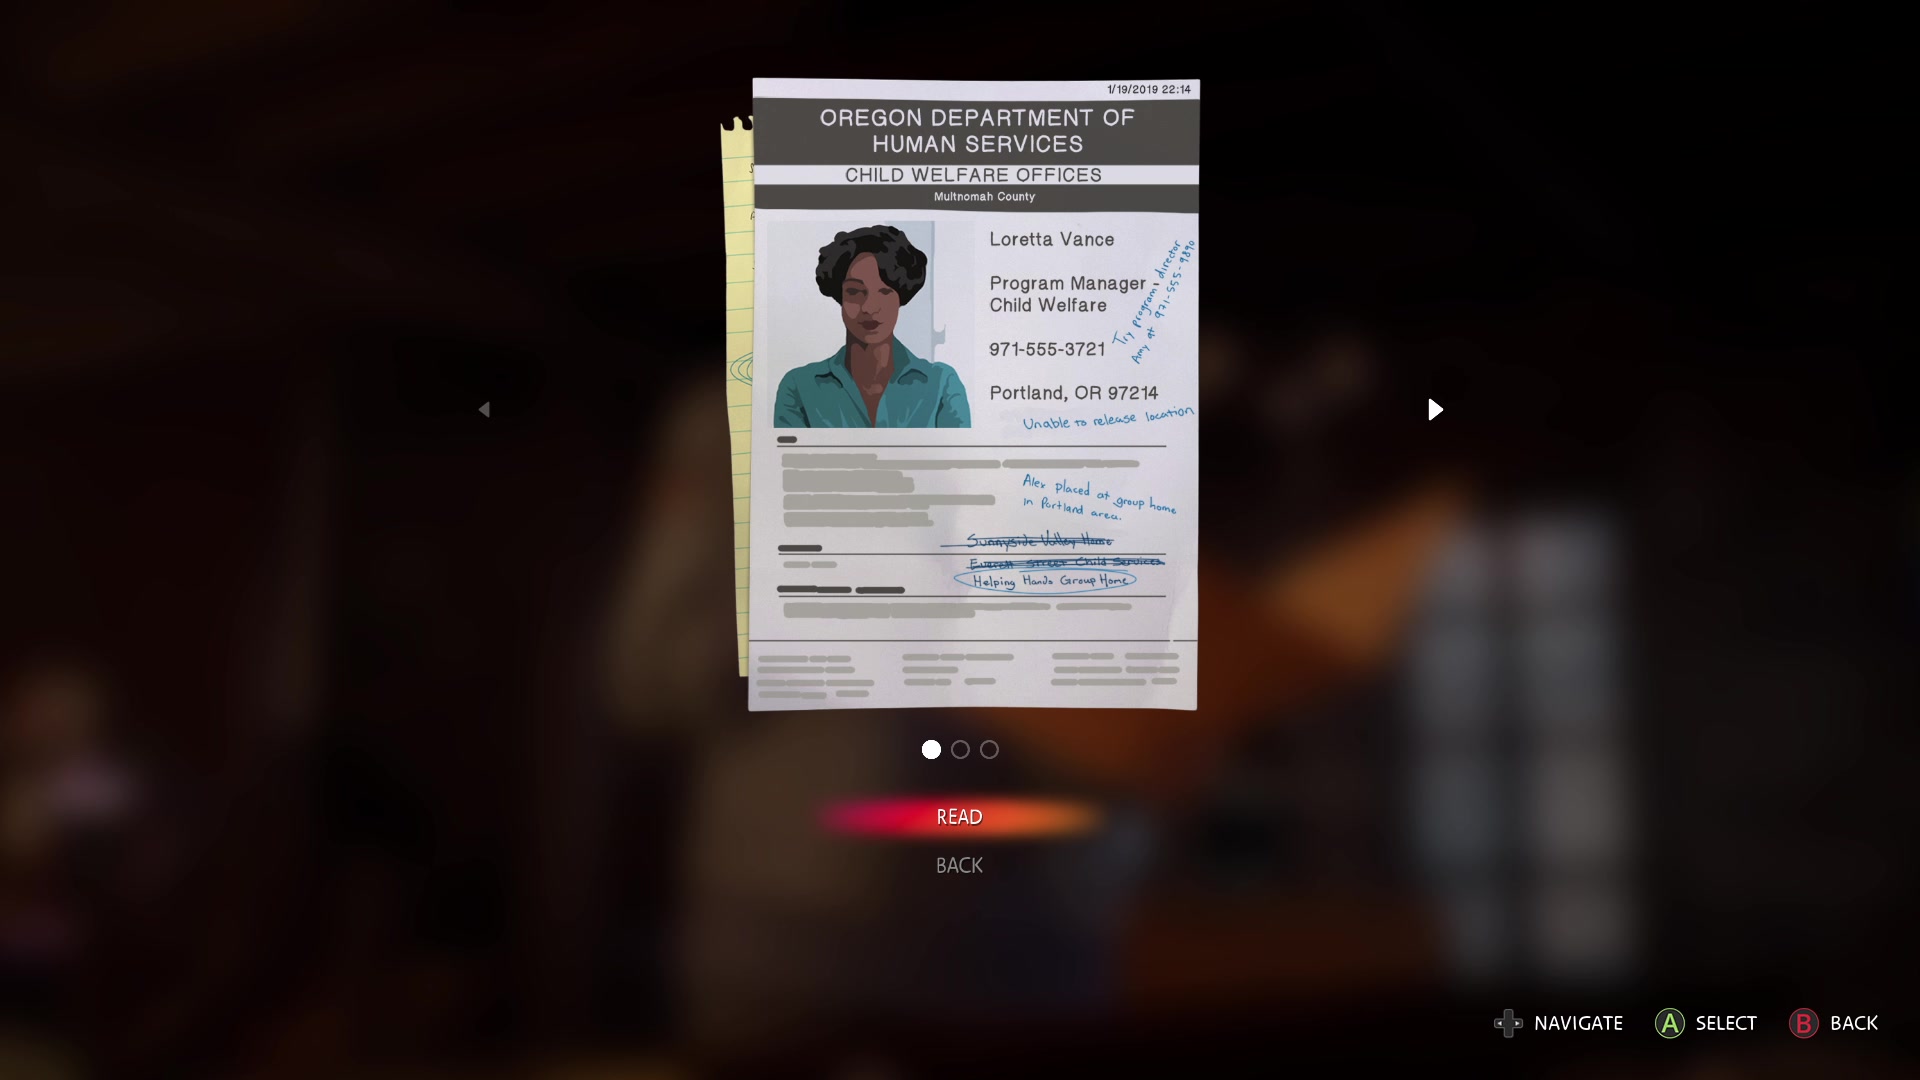 1/19/2019 22:14
OREGON DEPARTMENT OF
HUMAN SERVICES
CHILD WELFARE OFFICES
Multnomah County
Loretta Vance
Program Manager
Child Welfare
971-555-3721
Portland, OR 97214
Try program director
Amy at 971-555-9890
Unable to release location
Alex placed at group home
in Portland area.
Sunnyside Valley Home
Everett Street Child Services
Helping Hands Group Home
READ
BACK
NAVIGATE
A SELECT
B BACK